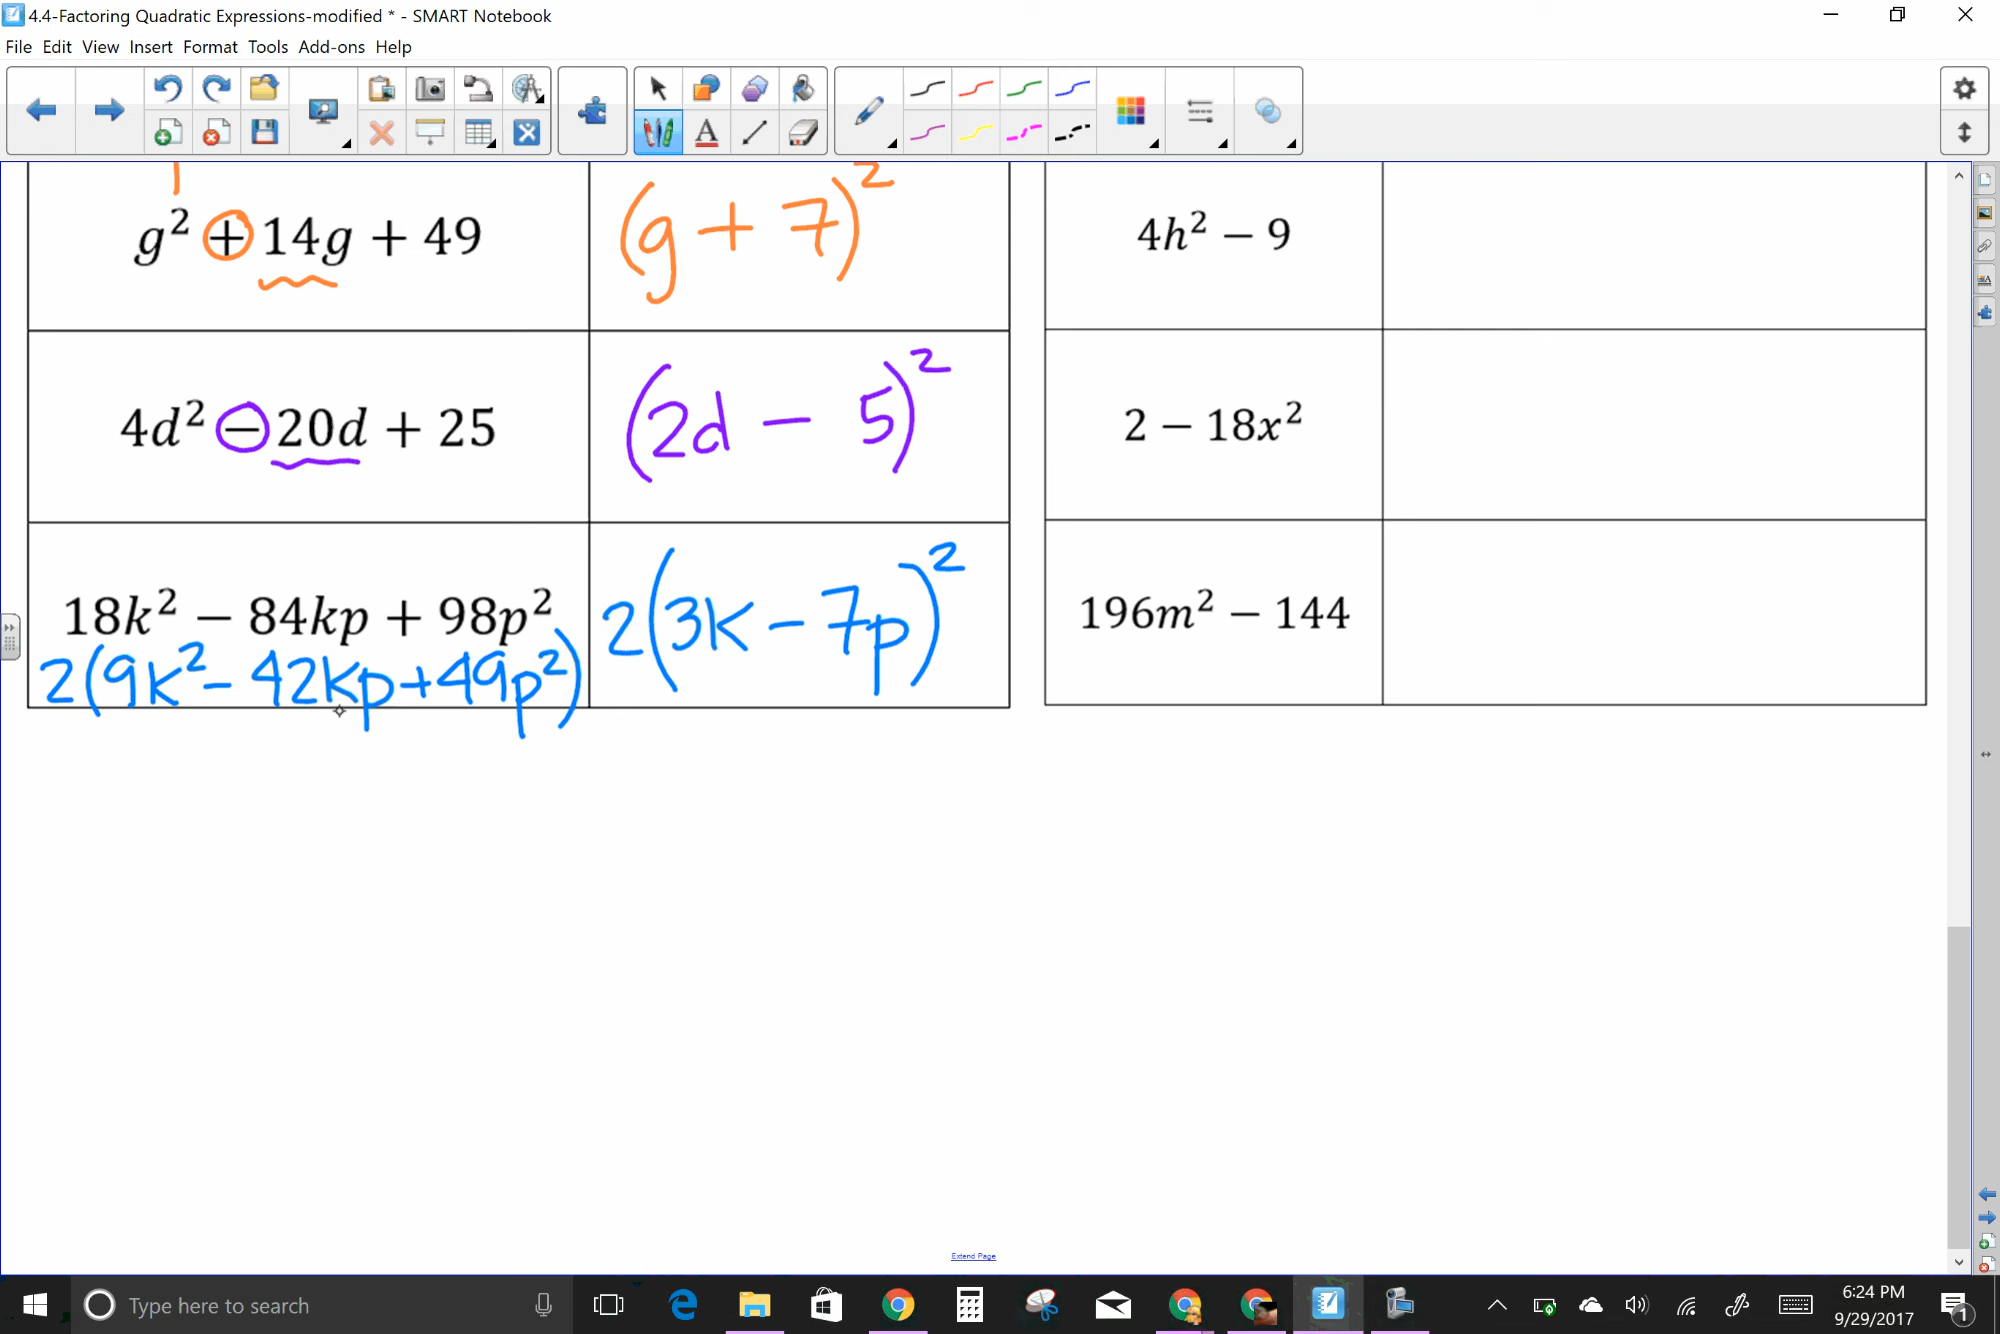 4.4-Factoring Quadratic Expressions-modified * - SMART Notebook
File Edit View Insert Format Tools Add-ons Help
g² + 14g + 49
(g + 7)²
4h² − 9
4d² − 20d + 25
(2d − 5)²
2 − 18x²
18k² − 84kp + 98p²
2(9k² − 42kp + 49p²)
2(3k − 7p)²
196m² − 144
Extend Page
Type here to search
6:24 PM
9/29/2017
1